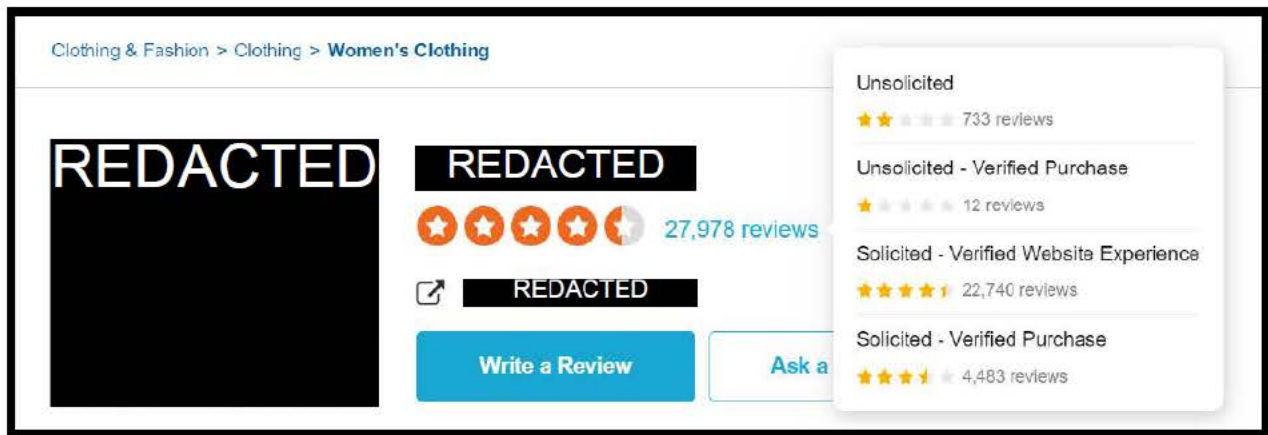 Clothing & Fashion > Clothing > Women's Clothing
REDACTED
REDACTED
27,978 reviews
REDACTED
Write a Review
Ask a
Unsolicited
733 reviews
Unsolicited - Verified Purchase
12 reviews
Solicited - Verified Website Experience
22,740 reviews
Solicited - Verified Purchase
4,483 reviews